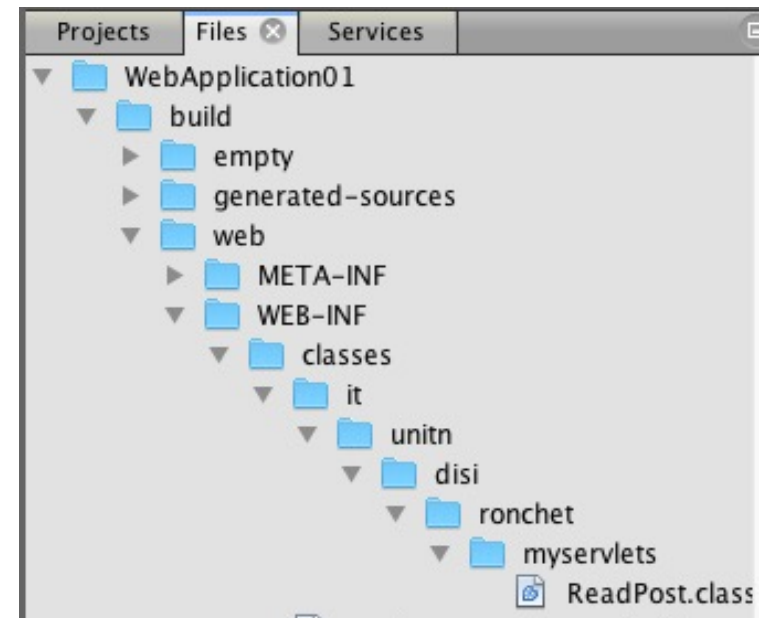 Projects Files Services
WebApplication01
build
empty
generated-sources
web
META-INF
WEB-INF
classes
it
unitn
disi
ronchet
myservlets
ReadPost.class